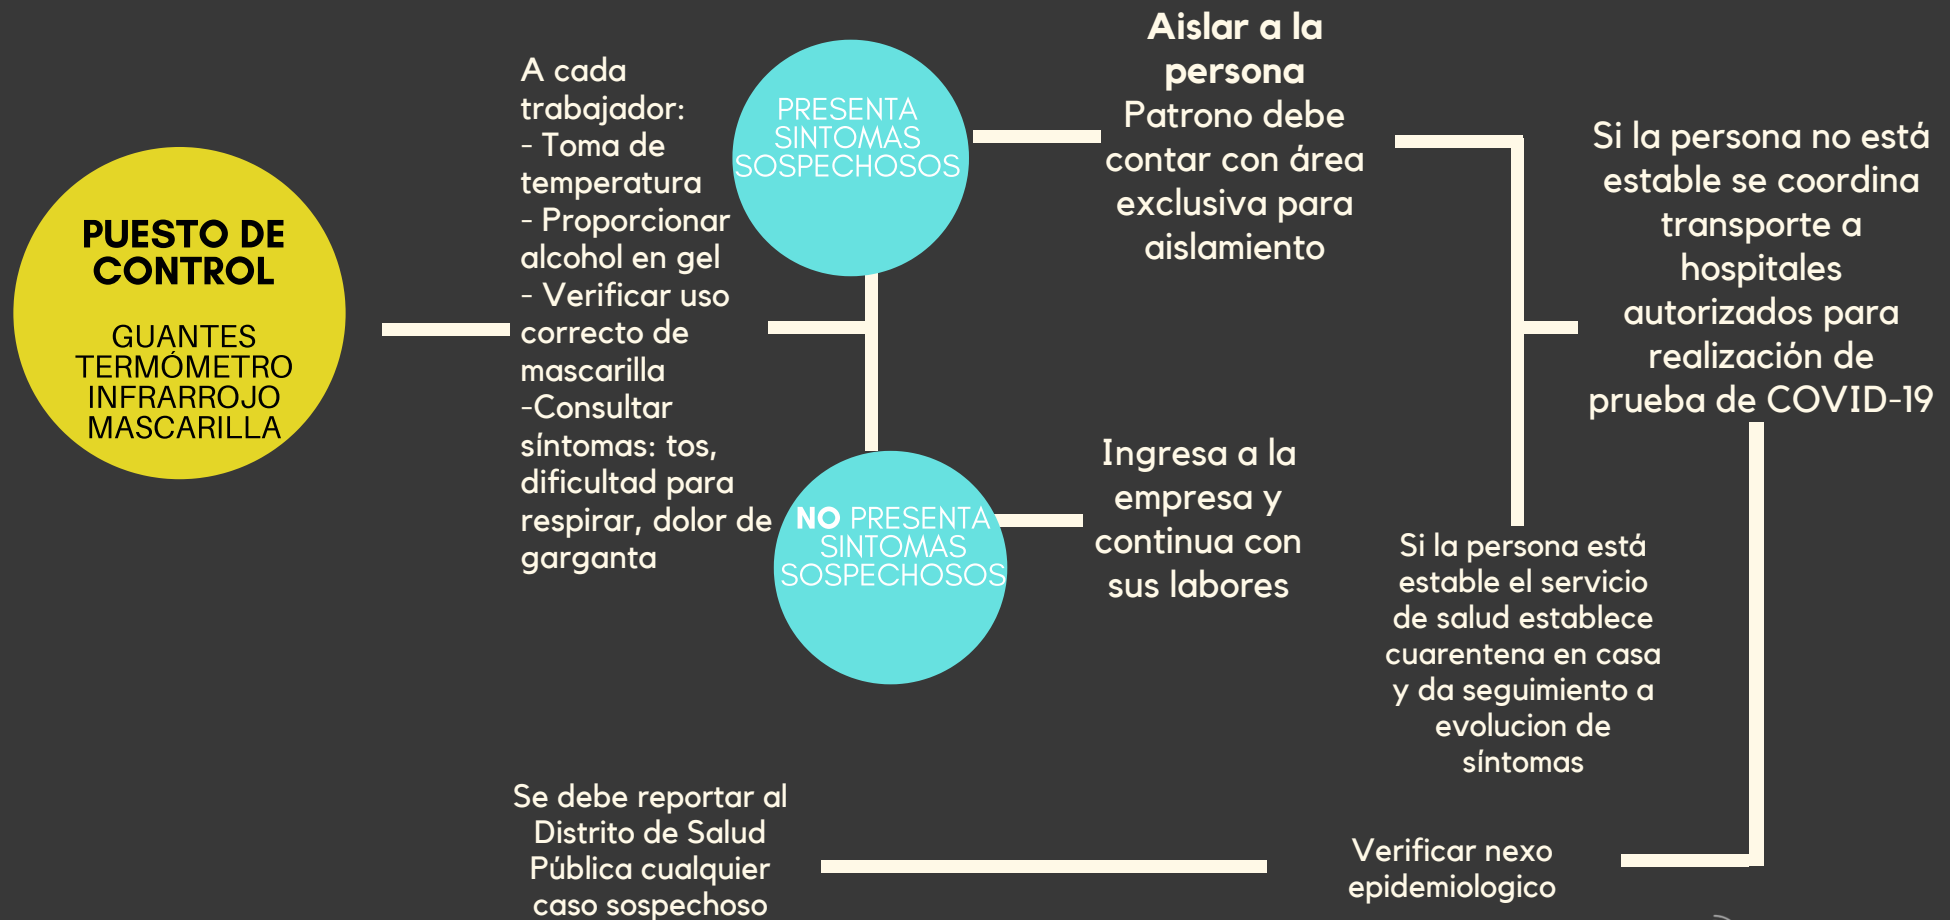 PUESTO DE
CONTROL
GUANTES
TERMÓMETRO
INFRARROJO
MASCARILLA
A cada
trabajador:
- Toma de
temperatura
- Proporcionar
alcohol en gel
- Verificar uso
correcto de
mascarilla
-Consultar
síntomas: tos,
dificultad para
respirar, dolor de
garganta
PRESENTA
SINTOMAS
SOSPECHOSOS
Aislar a la
persona
Patrono debe
contar con área
exclusiva para
aislamiento
NO PRESENTA
SINTOMAS
SOSPECHOSOS
Ingresa a la
empresa y
continua con
sus labores
Si la persona no está
estable se coordina
transporte a
hospitales
autorizados para
realización de
prueba de COVID-19
Si la persona está
estable el servicio
de salud establece
cuarentena en casa
y da seguimiento a
evolucion de
síntomas
Verificar nexo
epidemiologico
Se debe reportar al
Distrito de Salud
Pública cualquier
caso sospechoso